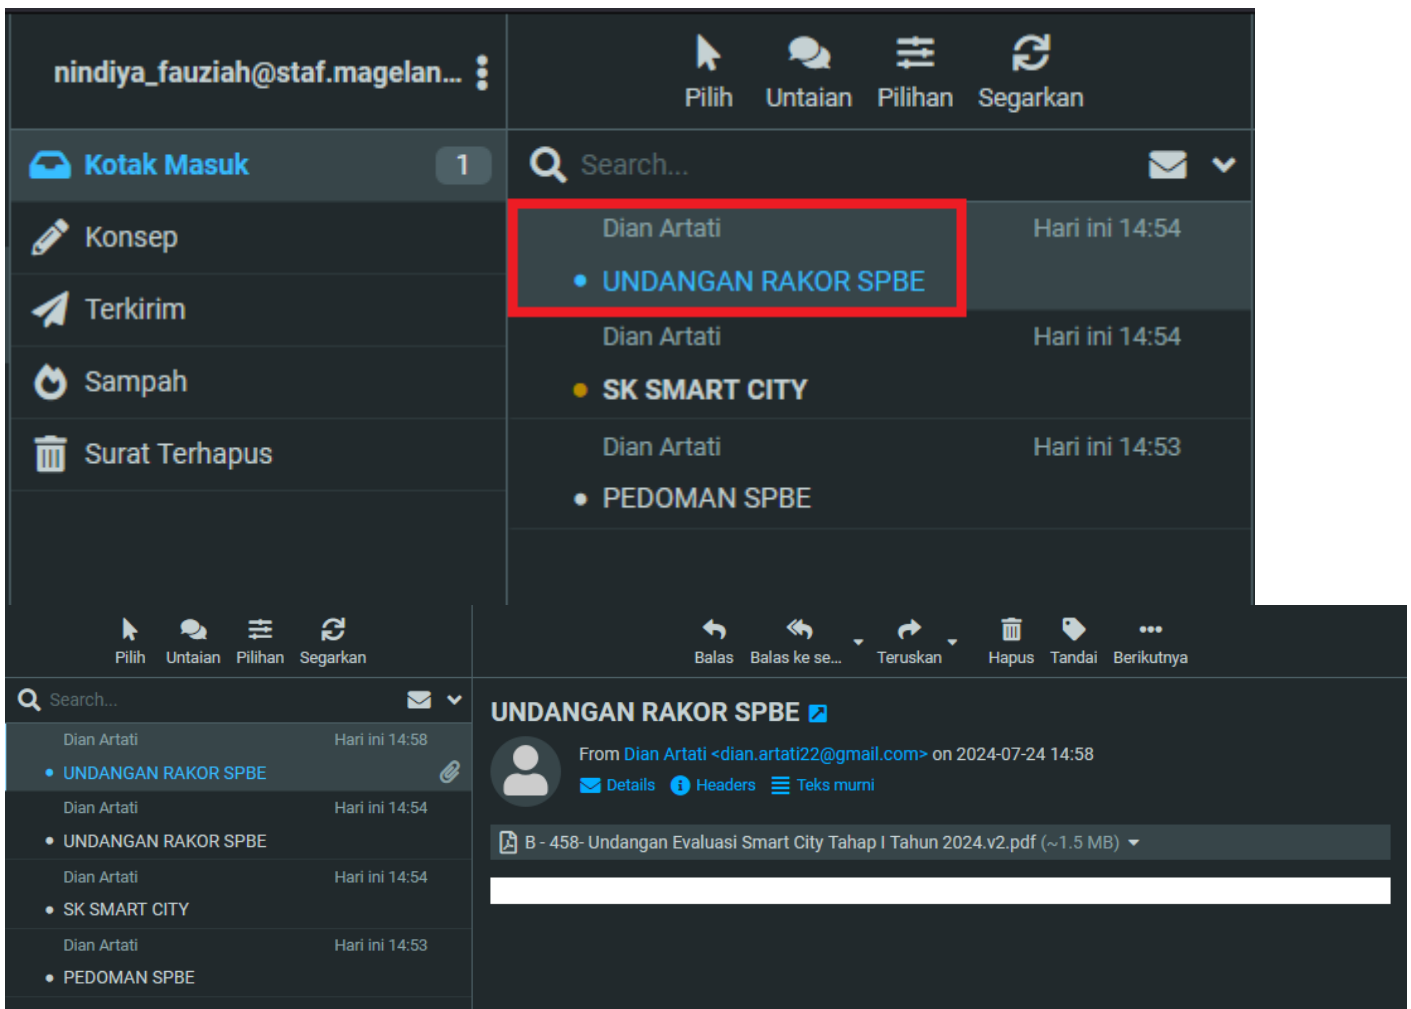 nindiya_fauziah@staf.magelan...
Pilih Untaian Pilihan Segarkan
Kotak Masuk 1
Konsep
Terkirim
Sampah
Surat Terhapus
Search...
Dian Artati Hari ini 14:54
UNDANGAN RAKOR SPBE
Dian Artati Hari ini 14:54
SK SMART CITY
Dian Artati Hari ini 14:53
PEDOMAN SPBE
Pilih Untaian Pilihan Segarkan
Search...
Dian Artati Hari ini 14:58
UNDANGAN RAKOR SPBE
Dian Artati Hari ini 14:54
UNDANGAN RAKOR SPBE
Dian Artati Hari ini 14:54
SK SMART CITY
Dian Artati Hari ini 14:53
PEDOMAN SPBE
Balas Balas ke se... Teruskan Hapus Tandai Berikutnya
UNDANGAN RAKOR SPBE
From Dian Artati <dian.artati22@gmail.com> on 2024-07-24 14:58
Details Headers Teks murni
B - 458- Undangan Evaluasi Smart City Tahap I Tahun 2024.v2.pdf (~1.5 MB)